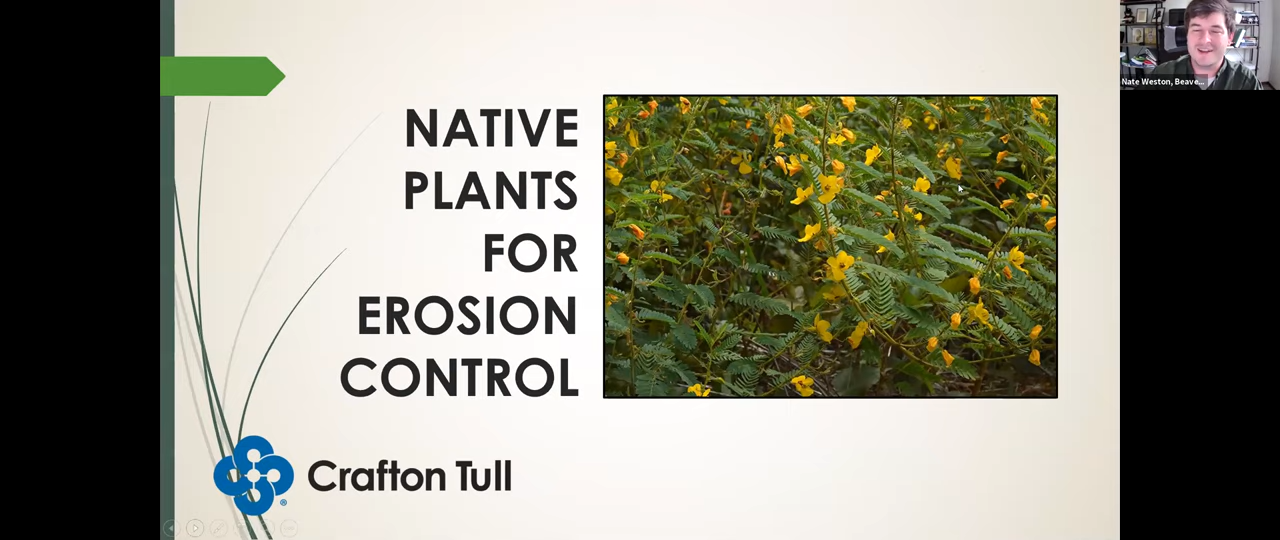 NATIVE
PLANTS
FOR
EROSION
CONTROL
Crafton Tull
®
Nate Weston, Beave...